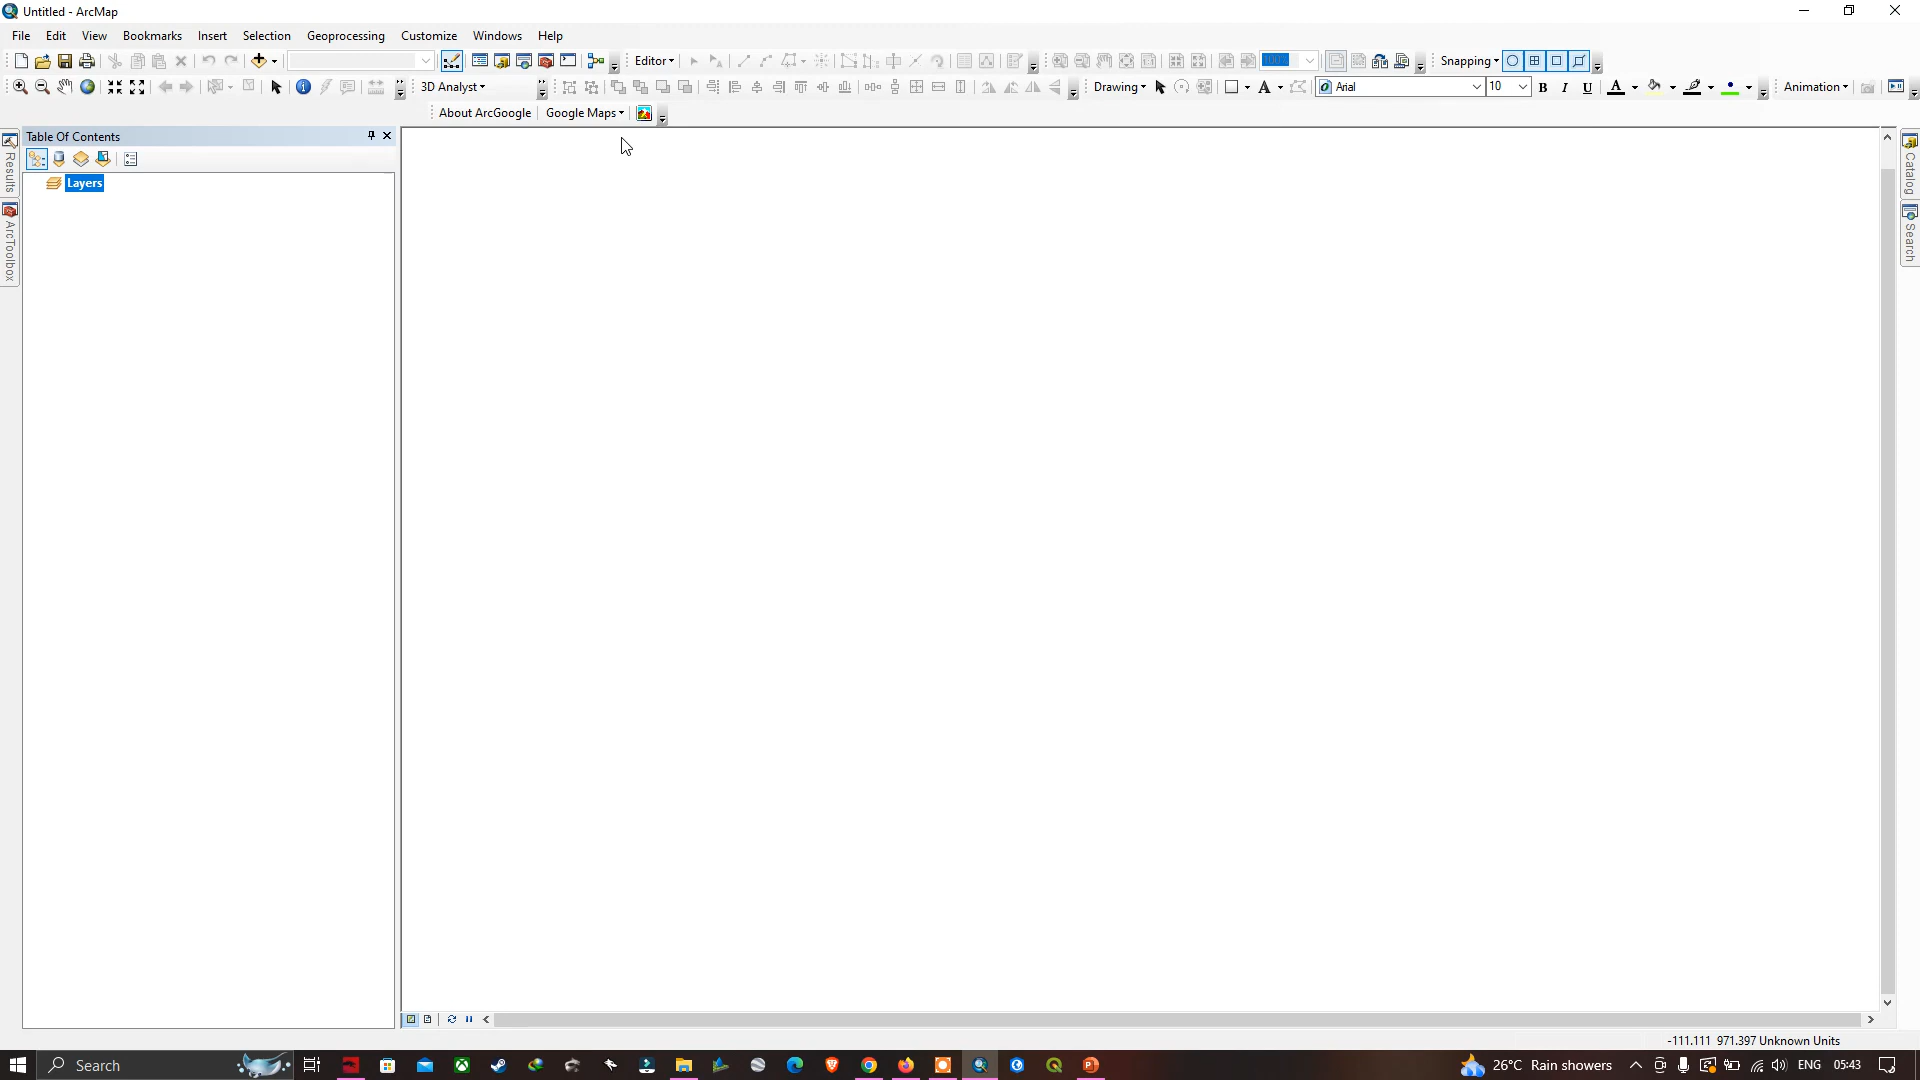 Untitled - ArcMap
File Edit View Bookmarks Insert Selection Geoprocessing Customize Windows Help
Editor 100% Snapping
3D Analyst Drawing A Arial 10 B I U A Animation
About ArcGoogle Google Maps
Table Of Contents
Layers
Results
ArcToolbox
Catalog
Search
-111.111 971.397 Unknown Units
Search 26°C Rain showers ENG 05:43